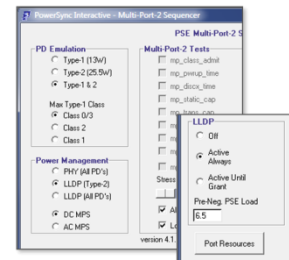 PowerSync Interactive - Multi-Port-2 Sequencer
PSE Multi-Port-2 S
PD Emulation
Type-1 (13W)
Type-2 (25.5W)
Type-1 & 2
Max Type-1 Class
Class 0/3
Class 2
Class 1
Power Management
PHY (All PD's)
LLDP (Type-2)
LLDP (All PD's)
DC MPS
AC MPS
Multi-Port-2 Tests
mp_class_admit
mp_pwrup_time
mp_discx_time
mp_static_cap
mp_trans_cap
Stress
version 4.1.
LLDP
Off
Active
Always
Active Until
Grant
Pre-Neg. PSE Load
6.5
Port Resources